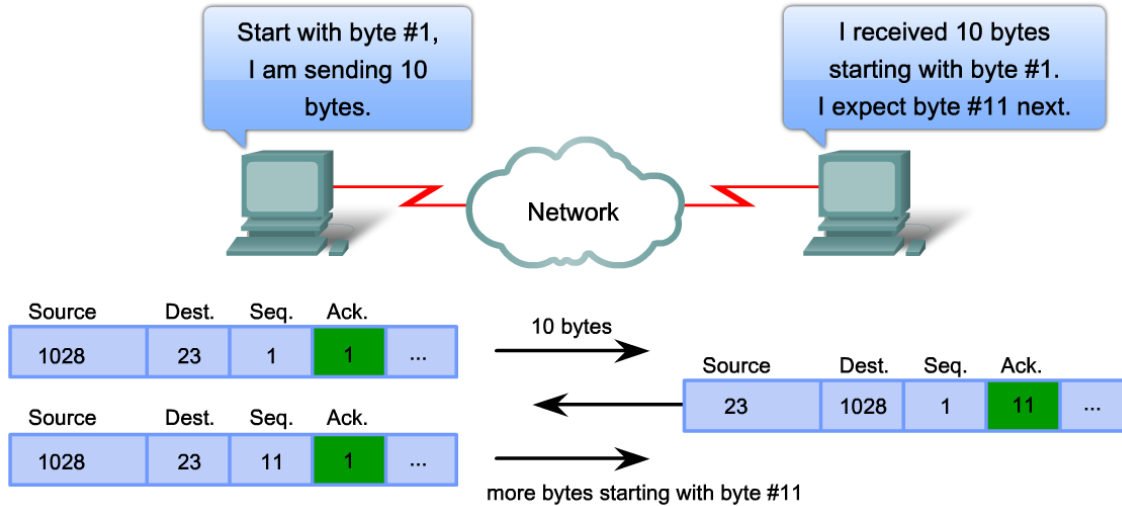 Start with byte #1,
I am sending 10
bytes.
I received 10 bytes
starting with byte #1.
I expect byte #11 next.
Network
Source Dest. Seq. Ack.
1028 23 1 1 ...
10 bytes
Source Dest. Seq. Ack.
23 1028 1 11 ...
Source Dest. Seq. Ack.
1028 23 11 1 ...
more bytes starting with byte #11